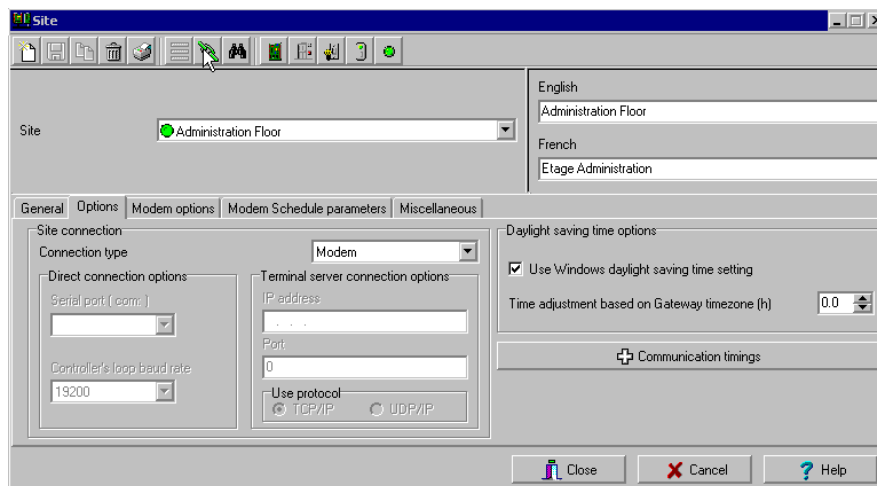 Site
English
Administration Floor
Site
Administration Floor
French
Etage Administration
General
Options
Modem options
Modem Schedule parameters
Miscellaneous
Site connection
Connection type
Modem
Direct connection options
Serial port ( com: )
Controller's loop baud rate
19200
Terminal server connection options
IP address
. . .
Port
0
Use protocol
TCP/IP
UDP/IP
Daylight saving time options
Use Windows daylight saving time setting
Time adjustment based on Gateway timezone (h)
0.0
Communication timings
Close
Cancel
Help